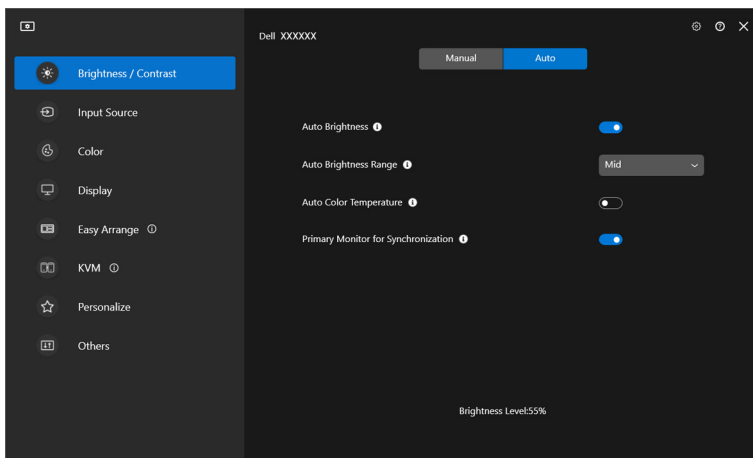 Dell XXXXXX
Manual Auto
Brightness / Contrast
Input Source
Color
Display
Easy Arrange
KVM
Personalize
Others
Auto Brightness
Auto Brightness Range Mid
Auto Color Temperature
Primary Monitor for Synchronization
Brightness Level:55%